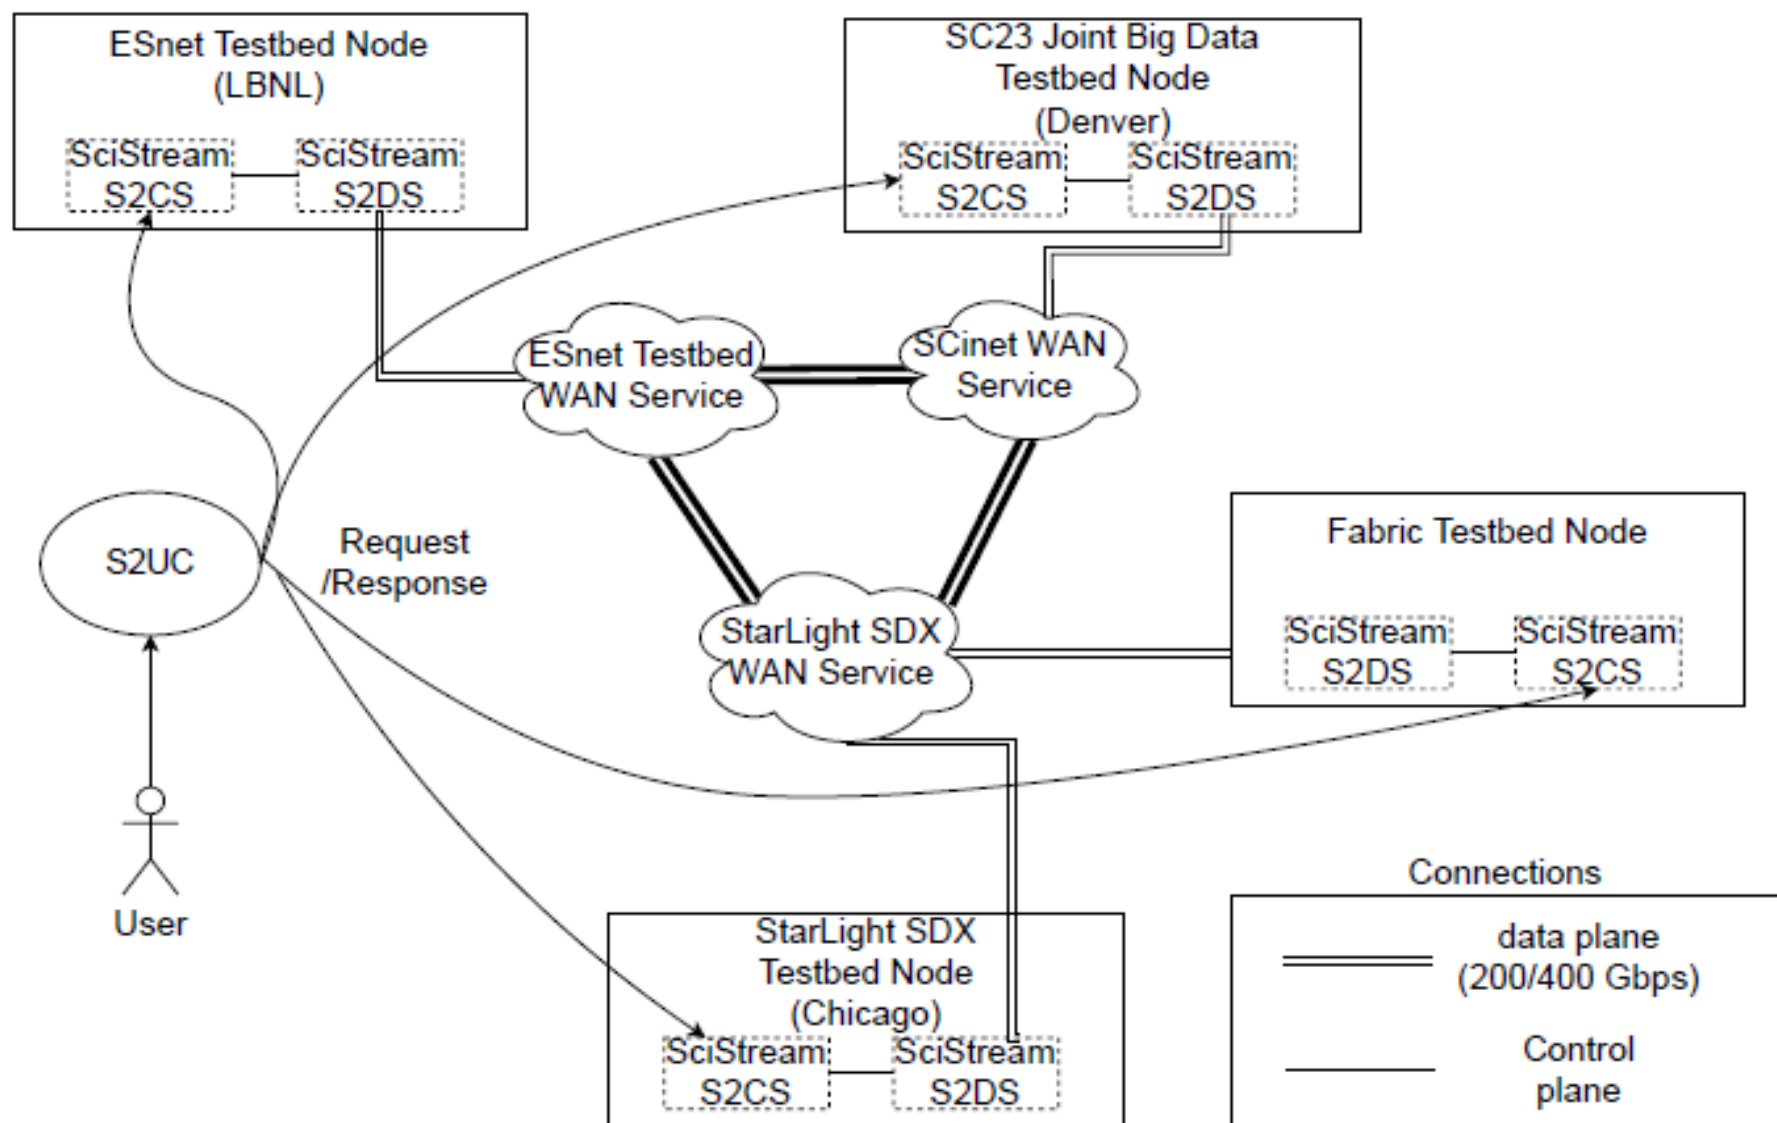 ESnet Testbed Node
(LBNL)
SciStream
S2CS
SciStream
S2DS
SC23 Joint Big Data
Testbed Node
(Denver)
SciStream
S2CS
SciStream
S2DS
ESnet Testbed
WAN Service
SCinet WAN
Service
S2UC
Request
/Response
StarLight SDX
WAN Service
Fabric Testbed Node
SciStream
S2DS
SciStream
S2CS
User
StarLight SDX
Testbed Node
(Chicago)
SciStream
S2CS
SciStream
S2DS
Connections
data plane
(200/400 Gbps)
Control
plane